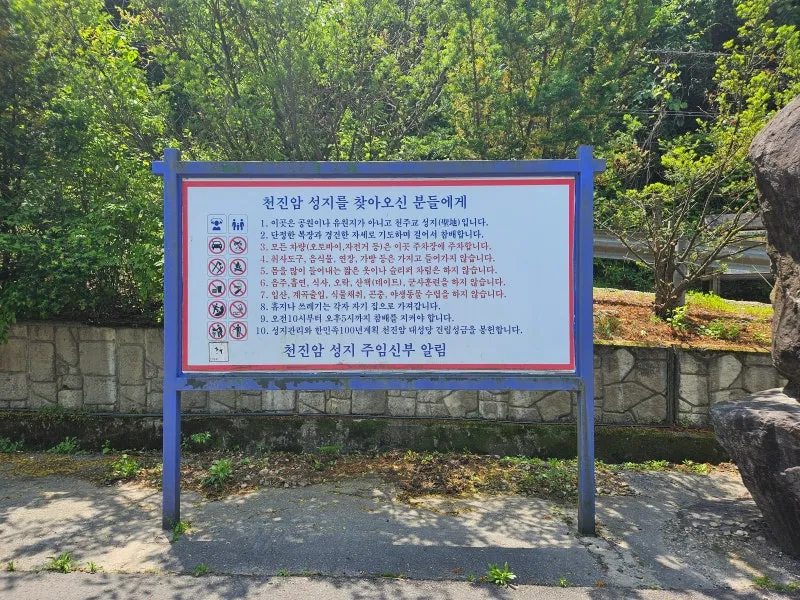 천진암 성지를 찾아오신 분들에게
1. 이곳은 공원이나 유원지가 아니고 천주교 성지(聖地)입니다.
2. 단정한 복장과 경건한 자세로 기도하며 걸어서 참배합니다.
3. 모든 차량(오토바이,자전거 등)은 이곳 주차장에 주차합니다.
4. 취사도구, 음식물, 연장, 가방 등은 가지고 들어가지 않습니다.
5. 몸을 많이 들어내는 짧은 옷이나 슬리퍼 차림은 하지 않습니다.
6. 음주,흡연, 식사, 오락, 산책(데이트), 군사훈련을 하지 않습니다.
7. 입산, 계곡출입, 식물채취, 곤충, 야생동물 수렵을 하지 않습니다.
8. 휴지나 쓰레기는 각자 자기 집으로 가져갑니다.
9. 오전10시부터 오후5시까지 참배를 지켜야 합니다.
10. 성지관리와 한민족100년계획 천진암 대성당 건립성금을 봉헌합니다.
천진암 성지 주임신부 알림